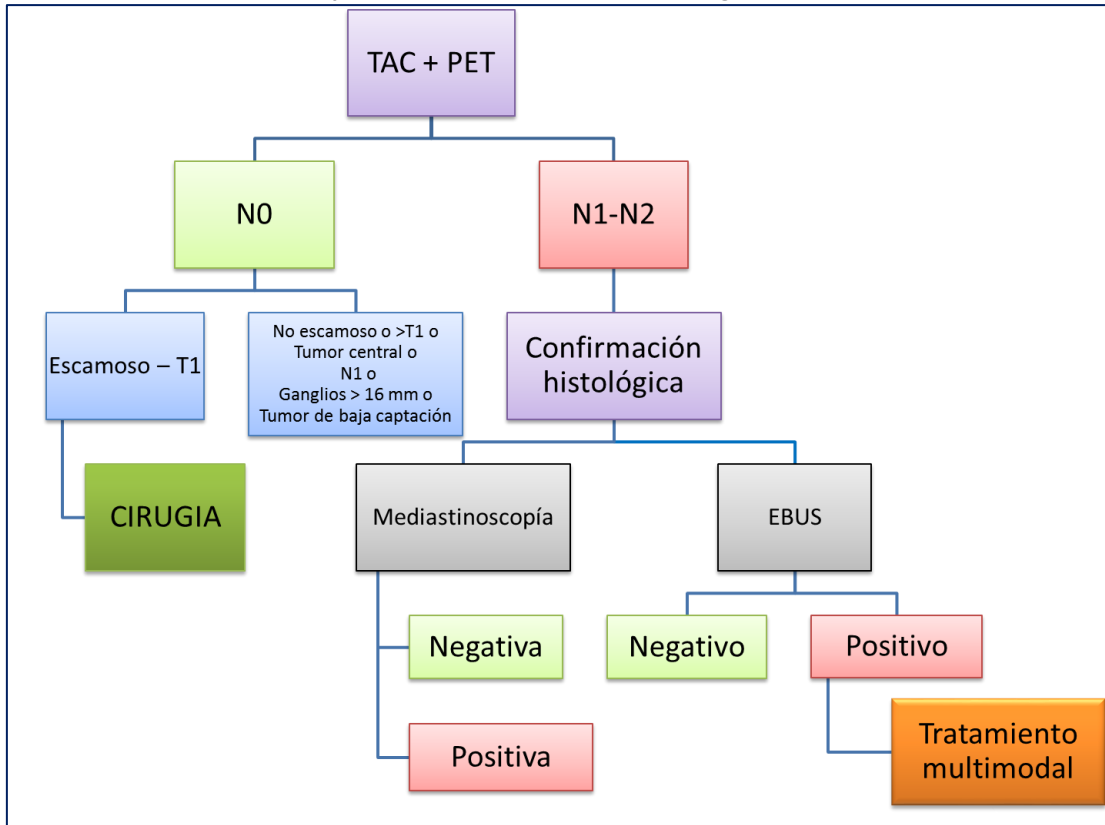 TAC + PET
N0
N1-N2
Escamoso – T1
No escamoso o >T1 o
Tumor central o
N1 o
Ganglios > 16 mm o
Tumor de baja captación
Confirmación
histológica
CIRUGIA
Mediastinoscopía
EBUS
Negativa
Negativo
Positivo
Positiva
Tratamiento
multimodal